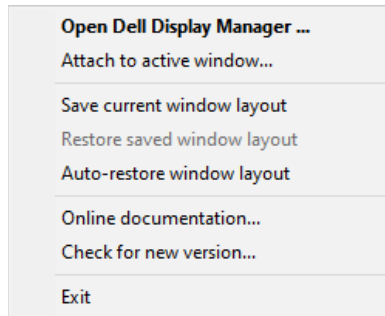 Open Dell Display Manager ...
Attach to active window...
Save current window layout
Restore saved window layout
Auto-restore window layout
Online documentation...
Check for new version...
Exit